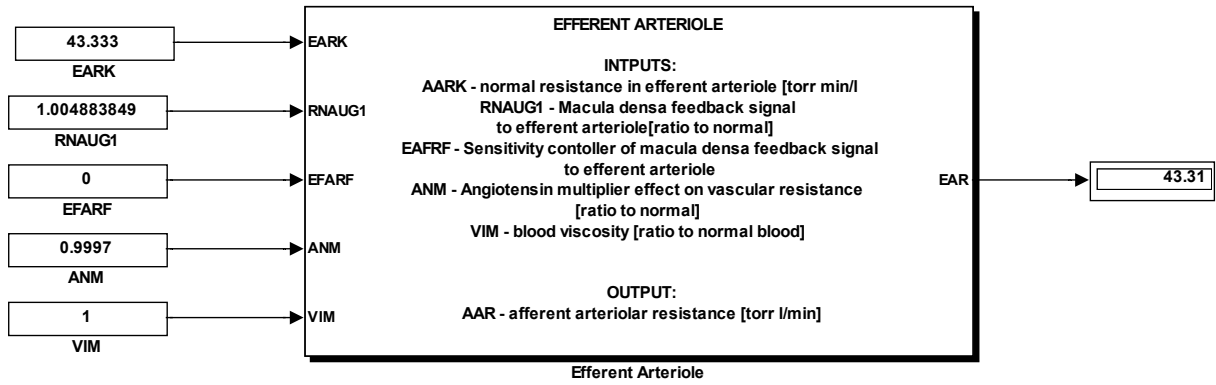 EFFERENT ARTERIOLE
43.333
EARK
EARK
INTPUTS:
AARK - normal resistance in efferent arteriole [torr min/l
1.004883849
RNAUG1
RNAUG1
RNAUG1 - Macula densa feedback signal
to efferent arteriole[ratio to normal]
EAFRF - Sensitivity contoller of macula densa feedback signal
to efferent arteriole
0
EFARF
EFARF
ANM - Angiotensin multiplier effect on vascular resistance
[ratio to normal]
EAR
43.31
VIM - blood viscosity [ratio to normal blood]
0.9997
ANM
ANM
OUTPUT:
AAR - afferent arteriolar resistance [torr l/min]
1
VIM
VIM
Efferent Arteriole